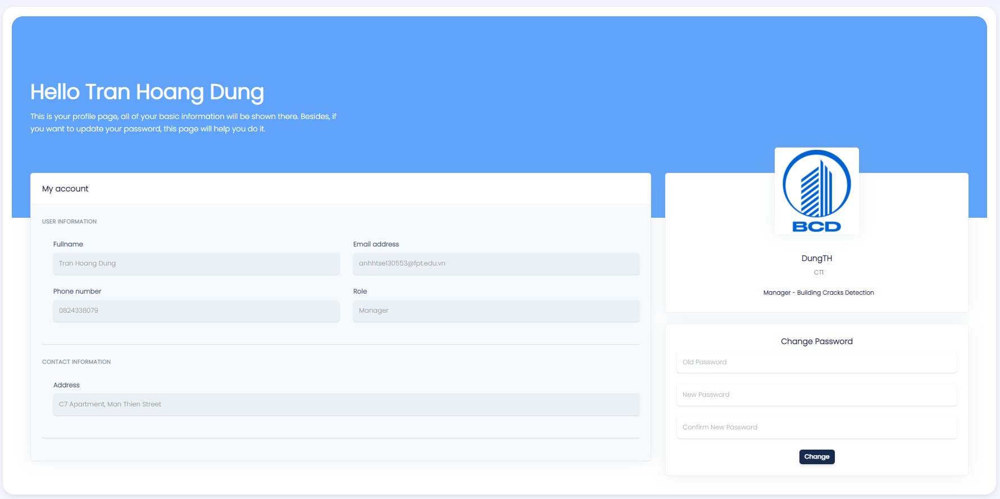 Hello Tran Hoang Dung
This is your profile page, all of your basic information will be shown there. Besides, if
you want to update your password, this page will help you do it.
My account
USER INFORMATION
Fullname
Email address
Tran Hoang Dung
anhhtse130553@fpt.edu.vn
Phone number
Role
0824338079
Manager
CONTACT INFORMATION
Address
C7 Apartment, Man Thien Street
BCD
DungTH
CT1
Manager - Building Cracks Detection
Change Password
Old Password
New Password
Confirm New Password
Change